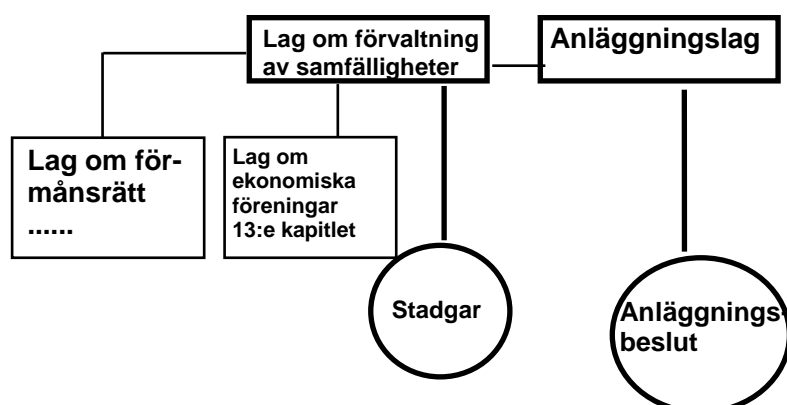 Lag om förvaltning
av samfälligheter
Anläggningslag
Lag om för-
månsrätt
......
Lag om
ekonomiska
föreningar
13:e kapitlet
Stadgar
Anläggnings-
beslut